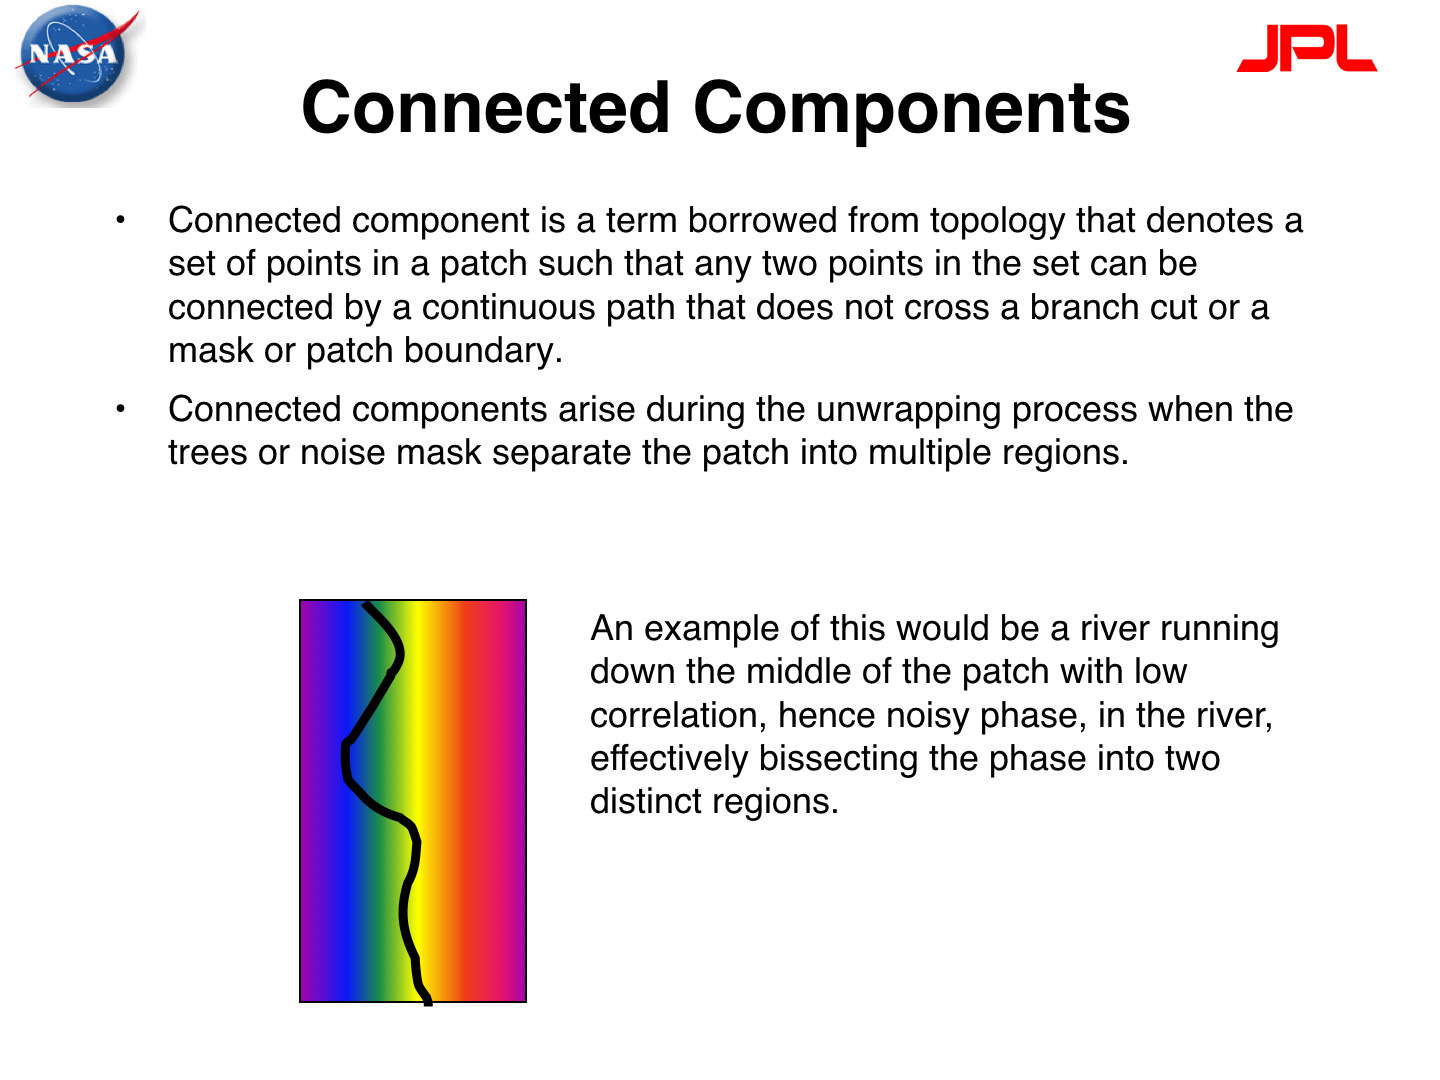 NASA
JPL
Connected Components
• Connected component is a term borrowed from topology that denotes a
set of points in a patch such that any two points in the set can be
connected by a continuous path that does not cross a branch cut or a
mask or patch boundary.
• Connected components arise during the unwrapping process when the
trees or noise mask separate the patch into multiple regions.
An example of this would be a river running
down the middle of the patch with low
correlation, hence noisy phase, in the river,
effectively bissecting the phase into two
distinct regions.